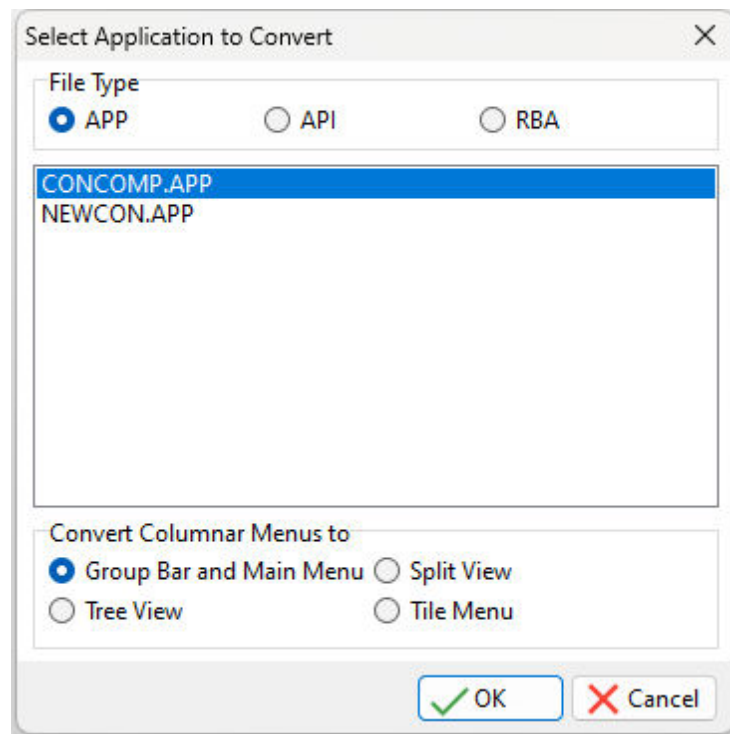 Select Application to Convert
File Type
APP API RBA
CONCOMP.APP
NEWCON.APP
Convert Columnar Menus to
Group Bar and Main Menu Split View
Tree View Tile Menu
OK Cancel